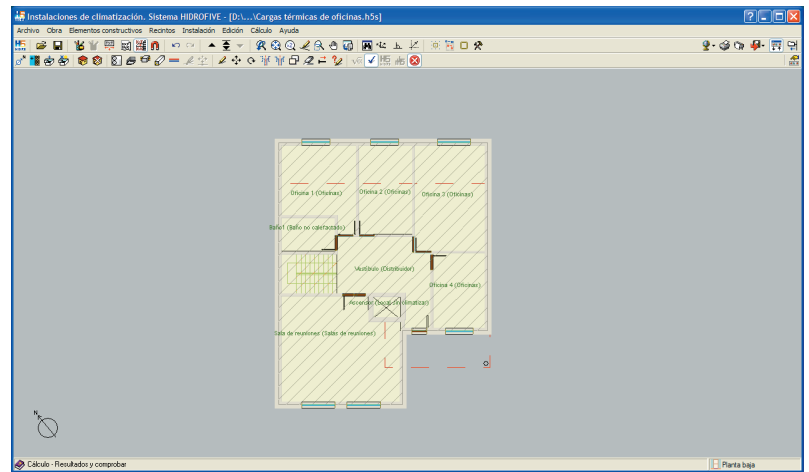 Instalaciones de climatización. Sistema HIDROFIVE - [D:\...\Cargas térmicas de oficinas.h5s]
Archivo Obra Elementos constructivos Recintos Instalación Edición Cálculo Ayuda
Oficina 1 (Oficinas)
Oficina 2 (Oficinas)
Oficina 3 (Oficinas)
Baño1 (Baño no calefactado)
Vestíbulo (Distribuidor)
Oficina 4 (Oficinas)
Ascensor (Local sin climatizar)
Sala de reuniones (Salas de reuniones)
N
Cálculo - Resultados y comprobar
Planta baja